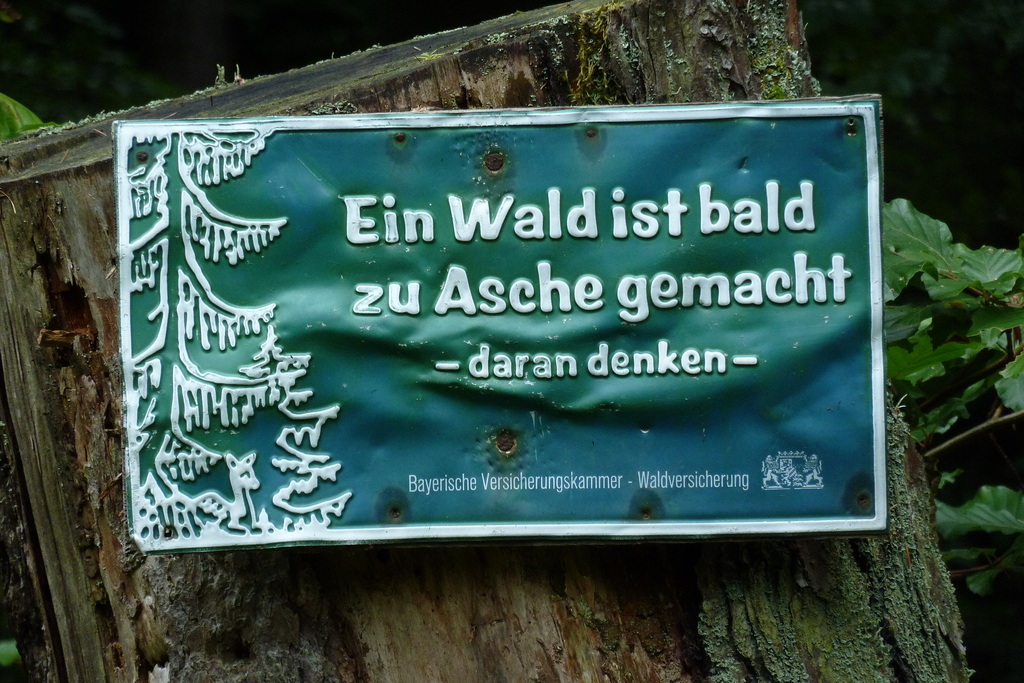 Ein Wald ist bald
zu Asche gemacht
- daran denken -
Bayerische Versicherungskammer - Waldversicherung